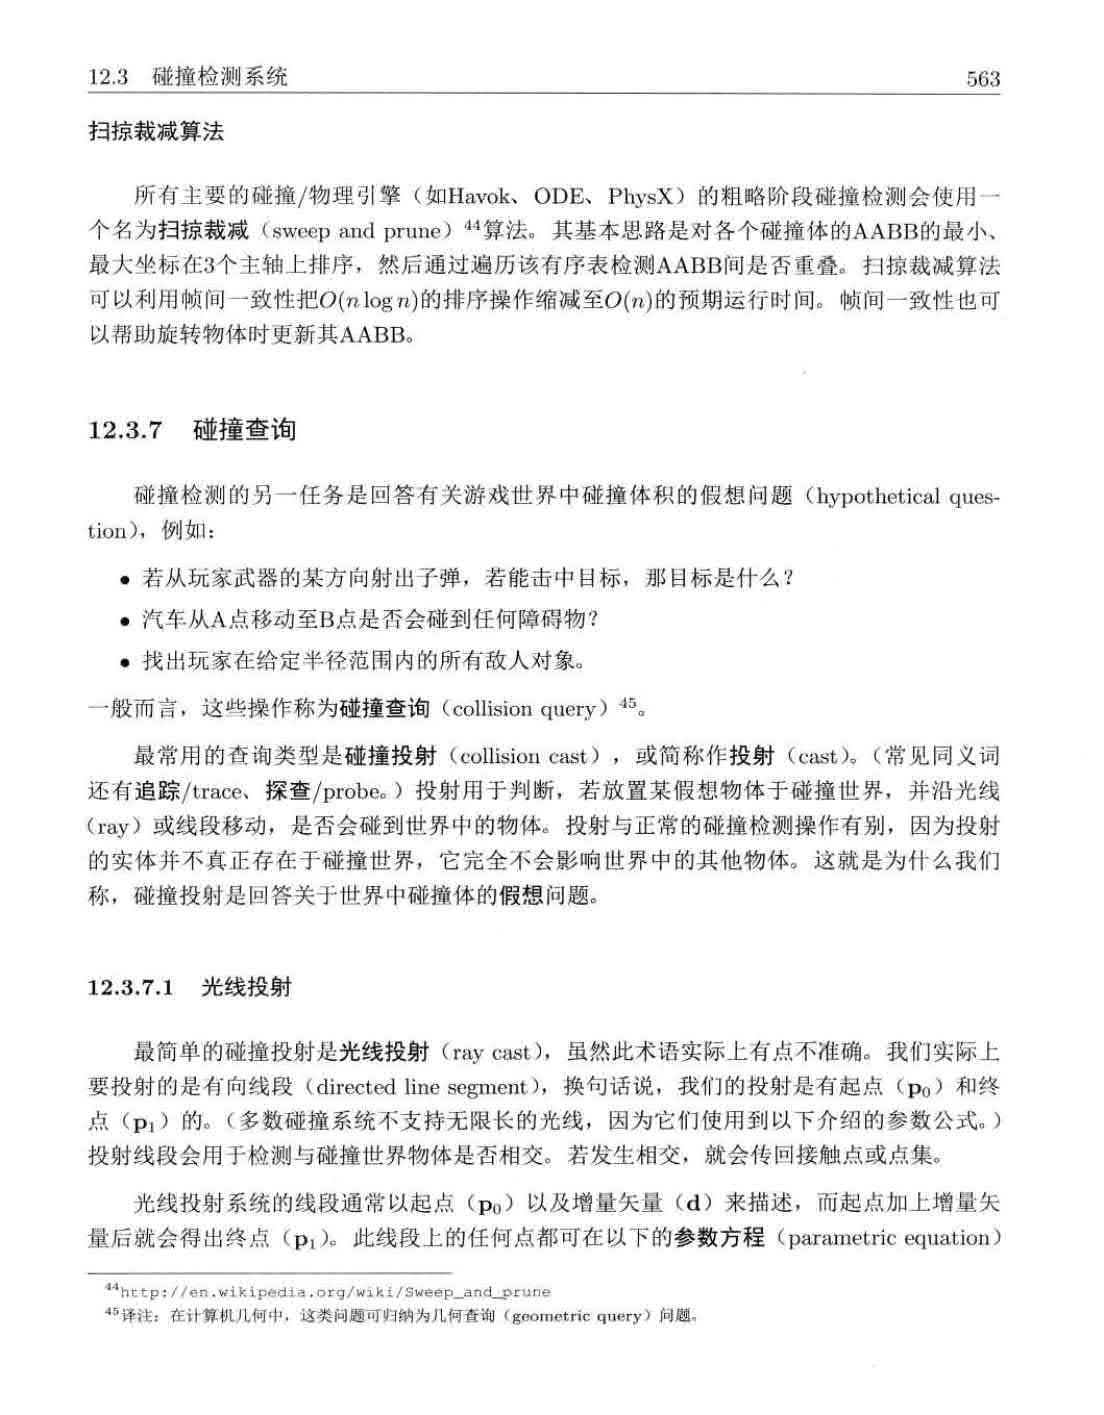 12.3 碰撞检测系统 563
扫掠裁减算法
所有主要的碰撞/物理引擎（如Havok、ODE、PhysX）的粗略阶段碰撞检测会使用一
个名为扫掠裁减（sweep and prune）44算法。其基本思路是对各个碰撞体的AABB的最小、
最大坐标在3个主轴上排序，然后通过遍历该有序表检测AABB间是否重叠。扫掠裁减算法
可以利用帧间一致性把O(n log n)的排序操作缩减至O(n)的预期运行时间。帧间一致性也可
以帮助旋转物体时更新其AABB。
12.3.7 碰撞查询
碰撞检测的另一任务是回答有关游戏世界中碰撞体积的假想问题（hypothetical ques-
tion），例如：
● 若从玩家武器的某方向射出子弹，若能击中目标，那目标是什么？
● 汽车从A点移动至B点是否会碰到任何障碍物？
● 找出玩家在给定半径范围内的所有敌人对象。
一般而言，这些操作称为碰撞查询（collision query）45。
最常用的查询类型是碰撞投射（collision cast），或简称作投射（cast）。（常见同义词
还有追踪/trace、探查/probe。）投射用于判断，若放置某假想物体于碰撞世界，并沿光线
（ray）或线段移动，是否会碰到世界中的物体。投射与正常的碰撞检测操作有别，因为投射
的实体并不真正存在于碰撞世界，它完全不会影响世界中的其他物体。这就是为什么我们
称，碰撞投射是回答关于世界中碰撞体的假想问题。
12.3.7.1 光线投射
最简单的碰撞投射是光线投射（ray cast），虽然此术语实际上有点不准确。我们实际上
要投射的是有向线段（directed line segment），换句话说，我们的投射是有起点（p₀）和终
点（p₁）的。（多数碰撞系统不支持无限长的光线，因为它们使用到以下介绍的参数公式。）
投射线段会用于检测与碰撞世界物体是否相交。若发生相交，就会传回接触点或点集。
光线投射系统的线段通常以起点（p₀）以及增量矢量（d）来描述，而起点加上增量矢
量后就会得出终点（p₁）。此线段上的任何点都可在以下的参数方程（parametric equation）
44http://en.wikipedia.org/wiki/Sweep_and_prune
45译注：在计算机几何中，这类问题可归纳为几何查询（geometric query）问题。